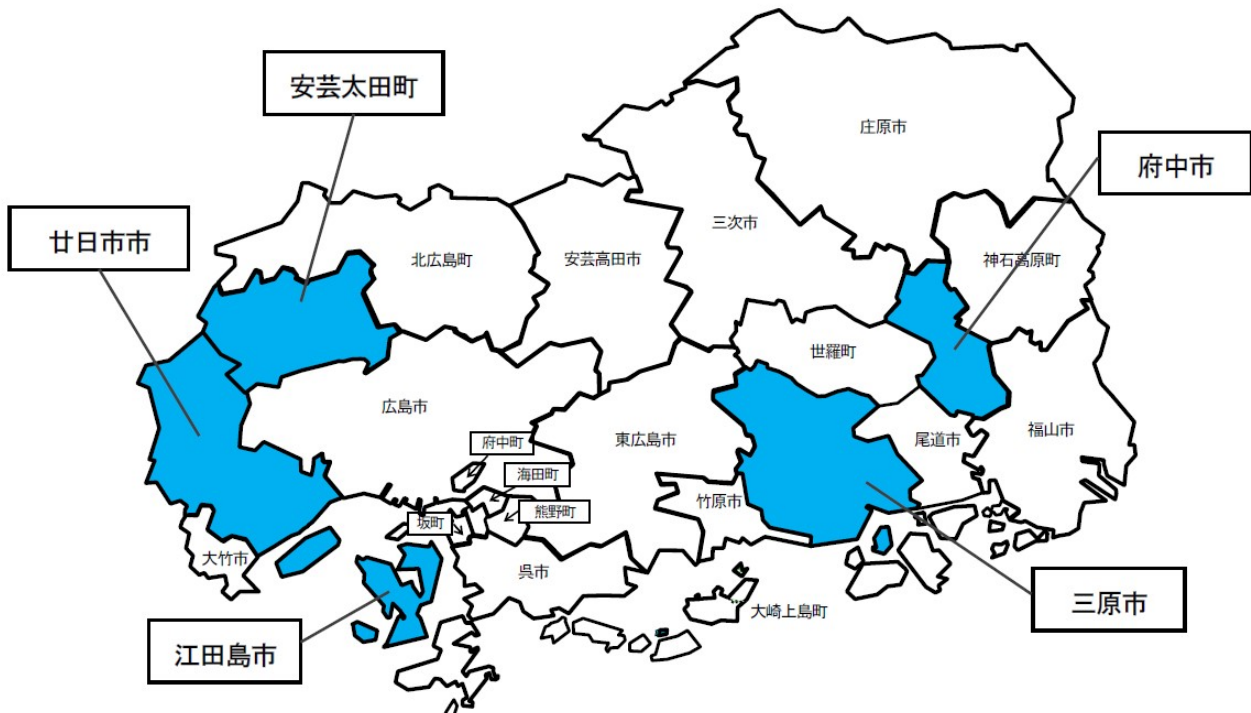 安芸太田町
庄原市
府中市
三次市
廿日市市
北広島町
安芸高田市
神石高原町
世羅町
広島市
東広島市
尾道市
福山市
府中町
海田町
竹原市
熊野町
坂町
大竹市
呉市
大崎上島町
三原市
江田島市